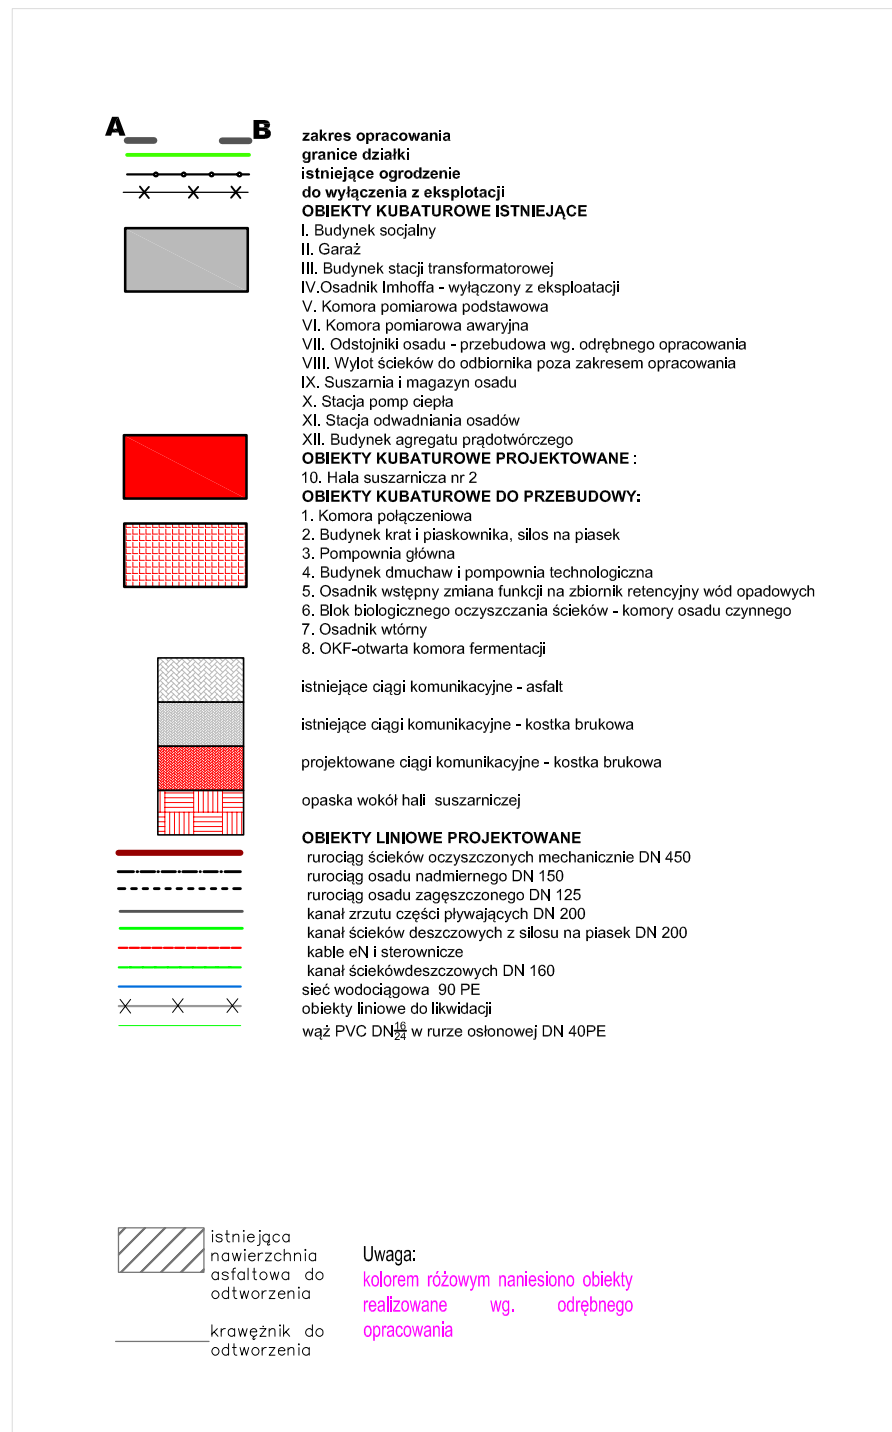 A B
zakres opracowania
granice działki
istniejące ogrodzenie
do wyłączenia z eksplotacji
OBIEKTY KUBATUROWE ISTNIEJĄCE
I. Budynek socjalny
II. Garaż
III. Budynek stacji transformatorowej
IV.Osadnik Imhoffa - wyłączony z eksploatacji
V. Komora pomiarowa podstawowa
VI. Komora pomiarowa awaryjna
VII. Odstojniki osadu - przebudowa wg. odrębnego opracowania
VIII. Wylot ścieków do odbiornika poza zakresem opracowania
IX. Suszarnia i magazyn osadu
X. Stacja pomp ciepła
XI. Stacja odwadniania osadów
XII. Budynek agregatu prądotwórczego
OBIEKTY KUBATUROWE PROJEKTOWANE :
10. Hala suszarnicza nr 2
OBIEKTY KUBATUROWE DO PRZEBUDOWY:
1. Komora połączeniowa
2. Budynek krat i piaskownika, silos na piasek
3. Pompownia główna
4. Budynek dmuchaw i pompownia technologiczna
5. Osadnik wstępny zmiana funkcji na zbiornik retencyjny wód opadowych
6. Blok biologicznego oczyszczania ścieków - komory osadu czynnego
7. Osadnik wtórny
8. OKF-otwarta komora fermentacji
istniejące ciągi komunikacyjne - asfalt
istniejące ciągi komunikacyjne - kostka brukowa
projektowane ciągi komunikacyjne - kostka brukowa
opaska wokół hali suszarniczej
OBIEKTY LINIOWE PROJEKTOWANE
rurociąg ścieków oczyszczonych mechanicznie DN 450
rurociąg osadu nadmiernego DN 150
rurociąg osadu zagęszczonego DN 125
kanał zrzutu części pływających DN 200
kanał ścieków deszczowych z silosu na piasek DN 200
kable eN i sterownicze
kanał ściekówdeszczowych DN 160
sieć wodociągowa 90 PE
obiekty liniowe do likwidacji
wąż PVC DN16/24 w rurze osłonowej DN 40PE
istniejąca
nawierzchnia
asfaltowa do
odtworzenia
krawężnik do
odtworzenia
Uwaga:
kolorem różowym naniesiono obiekty
realizowane wg. odrębnego
opracowania